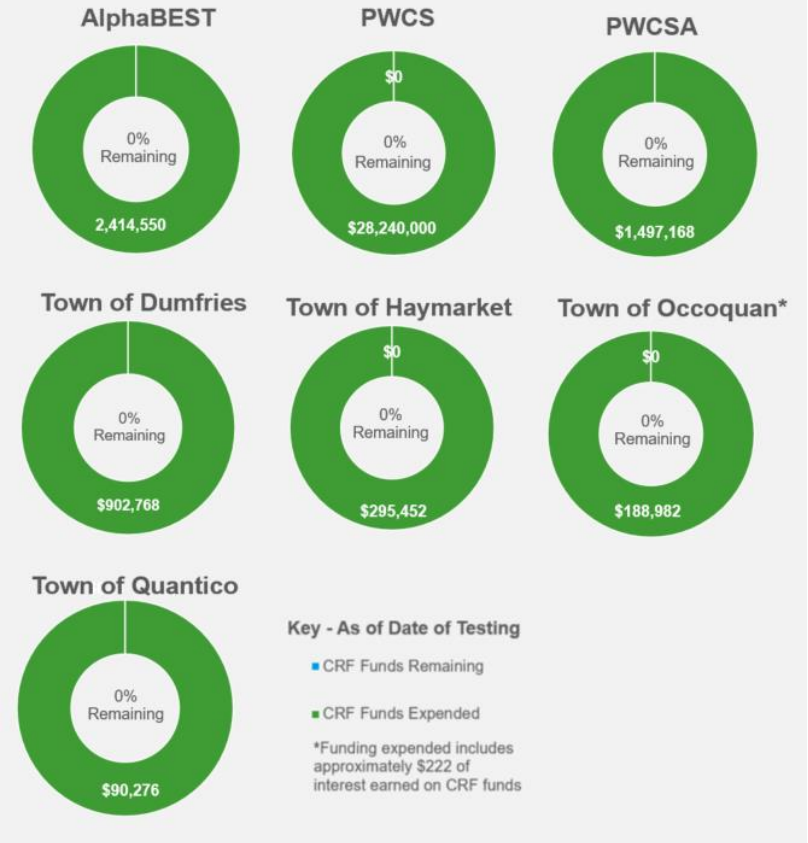 AlphaBEST
0%
Remaining
2,414,550
PWCS
$0
0%
Remaining
$28,240,000
PWCSA
0%
Remaining
$1,497,168
Town of Dumfries
0%
Remaining
$902,768
Town of Haymarket
$0
0%
Remaining
$295,452
Town of Occoquan*
$0
0%
Remaining
$188,982
Town of Quantico
0%
Remaining
$90,276
Key - As of Date of Testing
CRF Funds Remaining
CRF Funds Expended
*Funding expended includes
approximately $222 of
interest earned on CRF funds